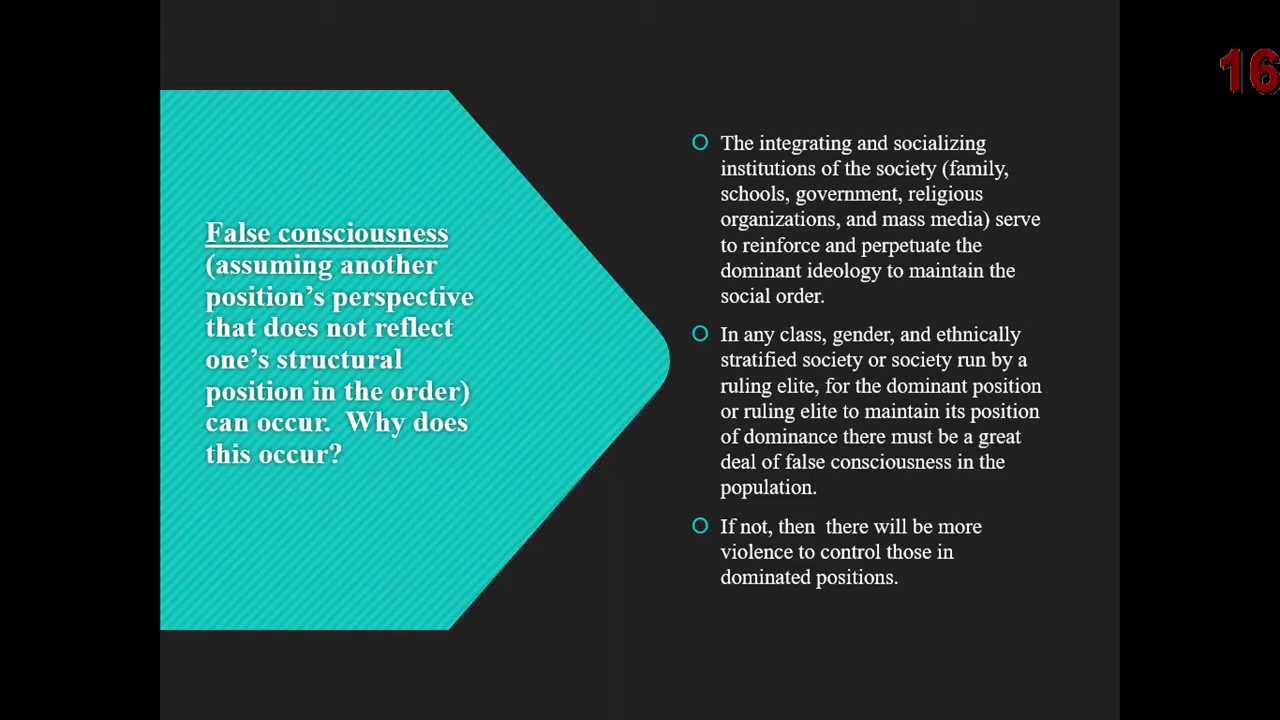 False consciousness
(assuming another
position’s perspective
that does not reflect
one’s structural
position in the order)
can occur.  Why does
this occur?
The integrating and socializing
institutions of the society (family,
schools, government, religious
organizations, and mass media) serve
to reinforce and perpetuate the
dominant ideology to maintain the
social order.
In any class, gender, and ethnically
stratified society or society run by a
ruling elite, for the dominant position
or ruling elite to maintain its position
of dominance there must be a great
deal of false consciousness in the
population.
If not, then  there will be more
violence to control those in
dominated positions.
16